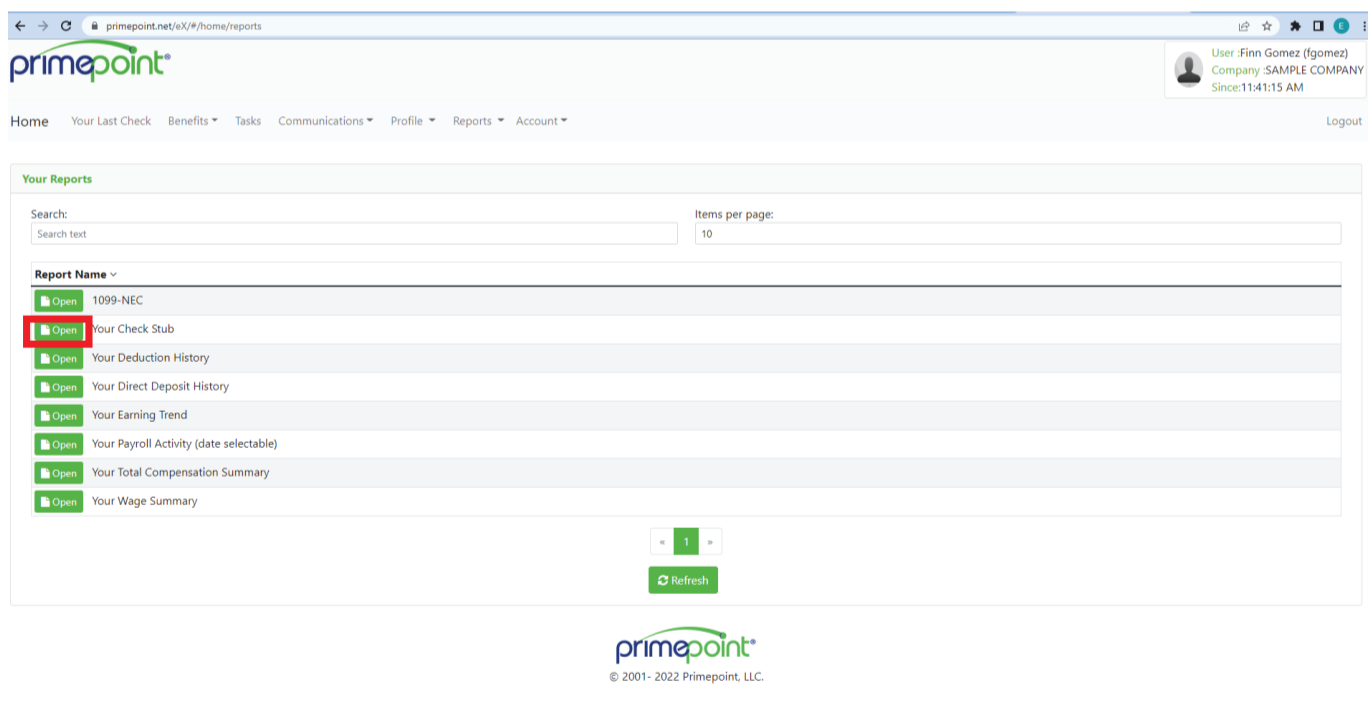 primepoint.net/eX/#/home/reports
E
primepoint®
User :Finn Gomez (fgomez)
Company :SAMPLE COMPANY
Since:11:41:15 AM
Home Your Last Check Benefits Tasks Communications Profile Reports Account Logout
Your Reports
Search: Items per page:
Search text 10
Report Name
Open 1099-NEC
Open Your Check Stub
Open Your Deduction History
Open Your Direct Deposit History
Open Your Earning Trend
Open Your Payroll Activity (date selectable)
Open Your Total Compensation Summary
Open Your Wage Summary
« 1 »
Refresh
primepoint®
© 2001- 2022 Primepoint, LLC.